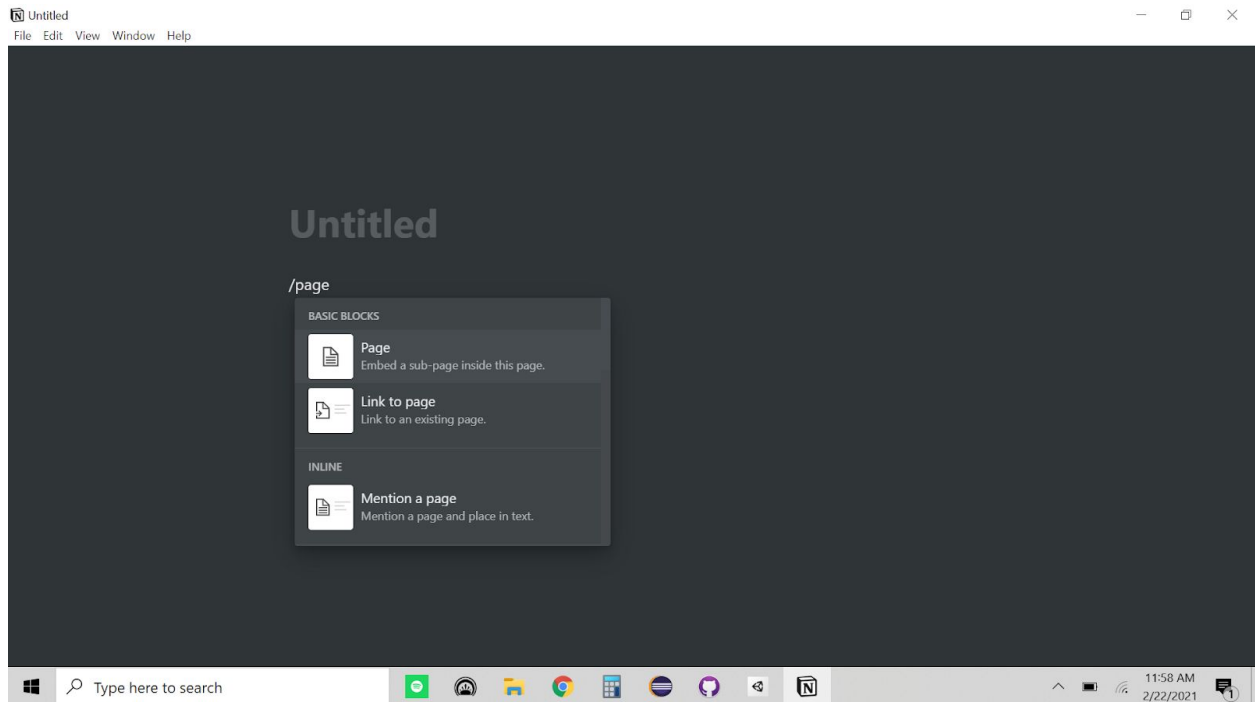 Untitled
File Edit View Window Help
Untitled
/page
BASIC BLOCKS
Page
Embed a sub-page inside this page.
Link to page
Link to an existing page.
INLINE
Mention a page
Mention a page and place in text.
Type here to search
11:58 AM
2/22/2021
1